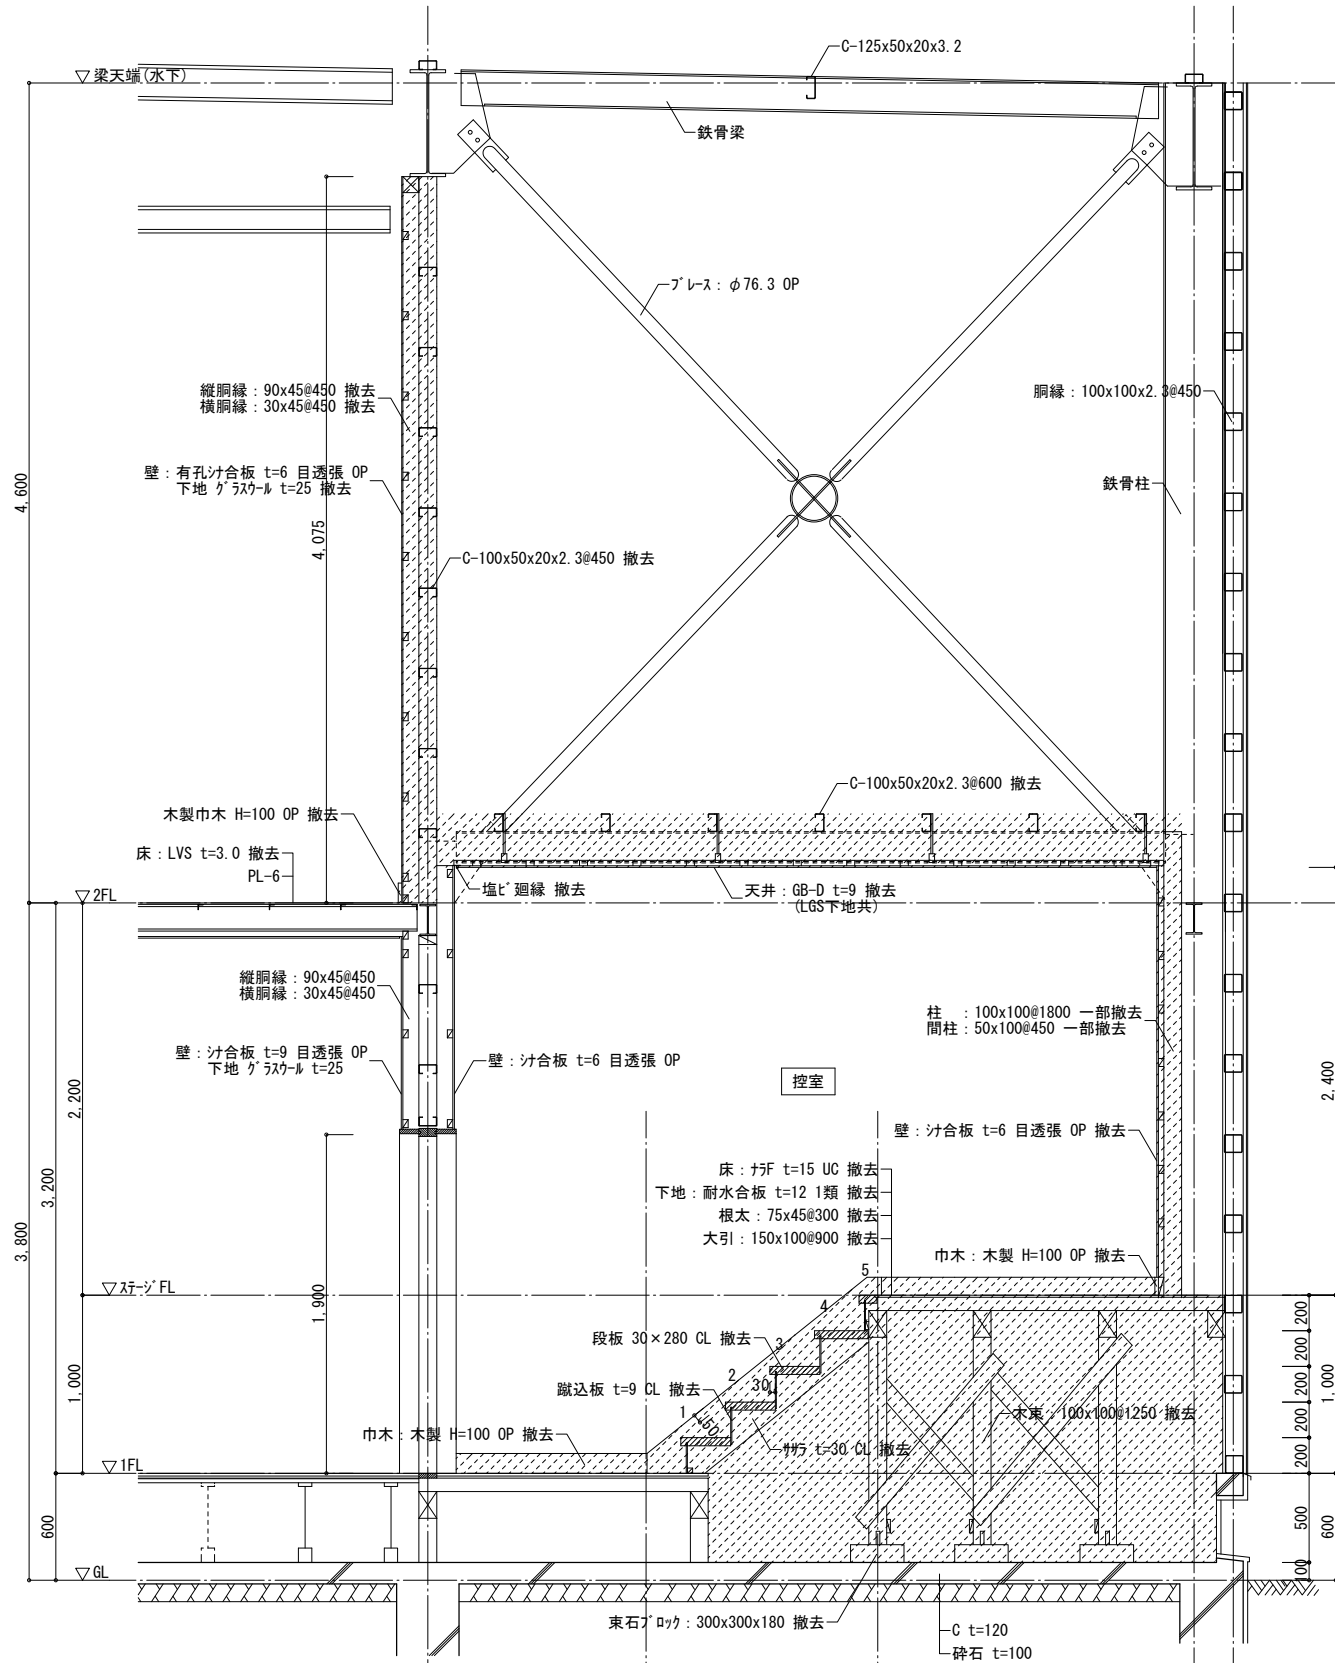 C-125x50x20x3.2
▽梁天端(水下)
鉄骨梁
ブレース：φ76.3 OP
縦胴縁：90x45@450 撤去
横胴縁：30x45@450 撤去
胴縁：100x100x2.3@450
壁：有孔シナ合板 t=6 目透張 OP
下地 グラスウール t=25 撤去
鉄骨柱
4,600
4,075
C-100x50x20x2.3@450 撤去
C-100x50x20x2.3@600 撤去
木製巾木 H=100 OP 撤去
床：LVS t=3.0 撤去
PL-6
塩ビ廻縁 撤去
天井：GB-D t=9 撤去
(LGS下地共)
▽2FL
縦胴縁：90x45@450
横胴縁：30x45@450
柱　：100x100@1800 一部撤去
間柱：50x100@450 一部撤去
壁：シナ合板 t=9 目透張 OP
下地 グラスウール t=25
壁：シナ合板 t=6 目透張 OP
控室
2,200
2,400
壁：シナ合板 t=6 目透張 OP 撤去
床：ナラF t=15 UC 撤去
下地：耐水合板 t=12 1類 撤去
根太：75x45@300 撤去
大引：150x100@900 撤去
3,200
3,800
巾木：木製 H=100 OP 撤去
▽ステージFL
1,900
5
4
3
2
1
段板 30×280 CL 撤去
30
蹴込板 t=9 CL 撤去
150
木束：100x100@1250 撤去
巾木：木製 H=100 OP 撤去
ササラ t=30 CL 撤去
1,000
200
200
200
200
200
1,000
▽1FL
600
500
600
100
▽GL
束石ブロック：300x300x180 撤去
C t=120
砕石 t=100